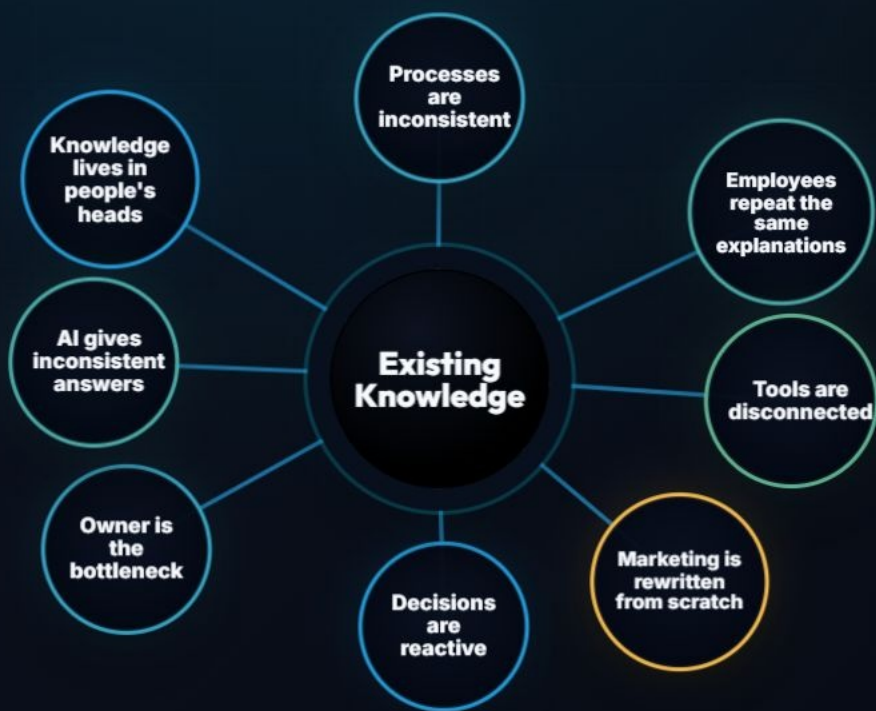 Processes
are
inconsistent
Knowledge
lives in
people's
heads
Employees
repeat the
same
explanations
AI gives
inconsistent
answers
Existing
Knowledge
Tools are
disconnected
Owner is
the
bottleneck
Decisions
are
reactive
Marketing is
rewritten
from scratch